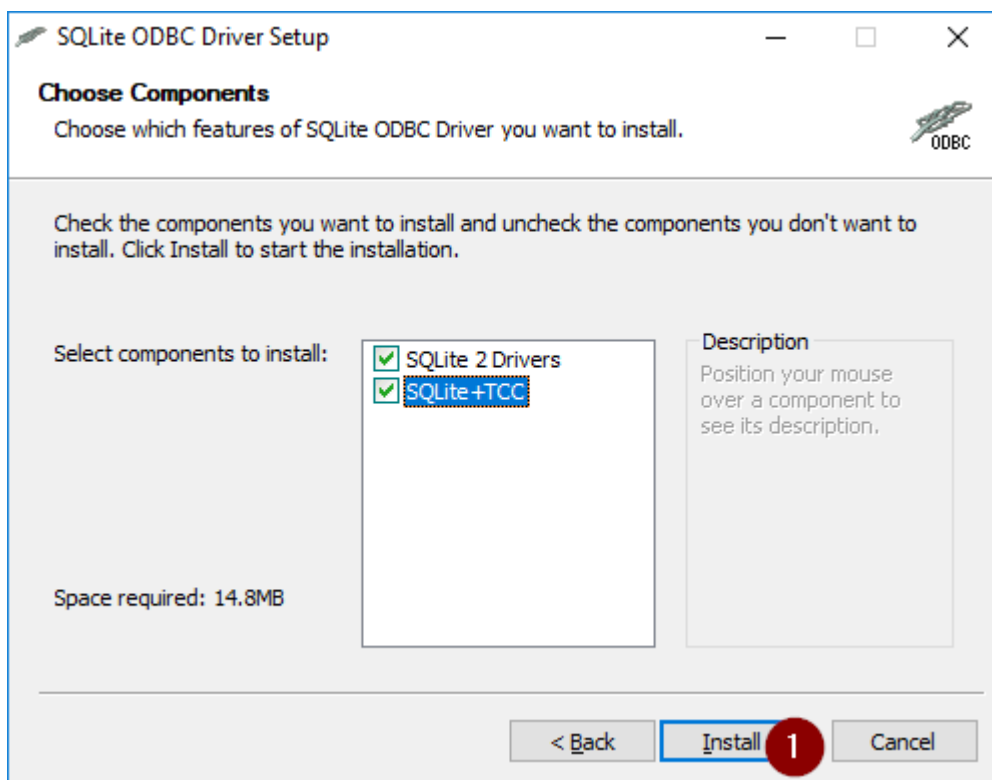 SQLite ODBC Driver Setup
Choose Components
Choose which features of SQLite ODBC Driver you want to install.
ODBC
Check the components you want to install and uncheck the components you don't want to
install. Click Install to start the installation.
Select components to install:
SQLite 2 Drivers
SQLite+TCC
Description
Position your mouse
over a component to
see its description.
Space required: 14.8MB
< Back
Install
1
Cancel